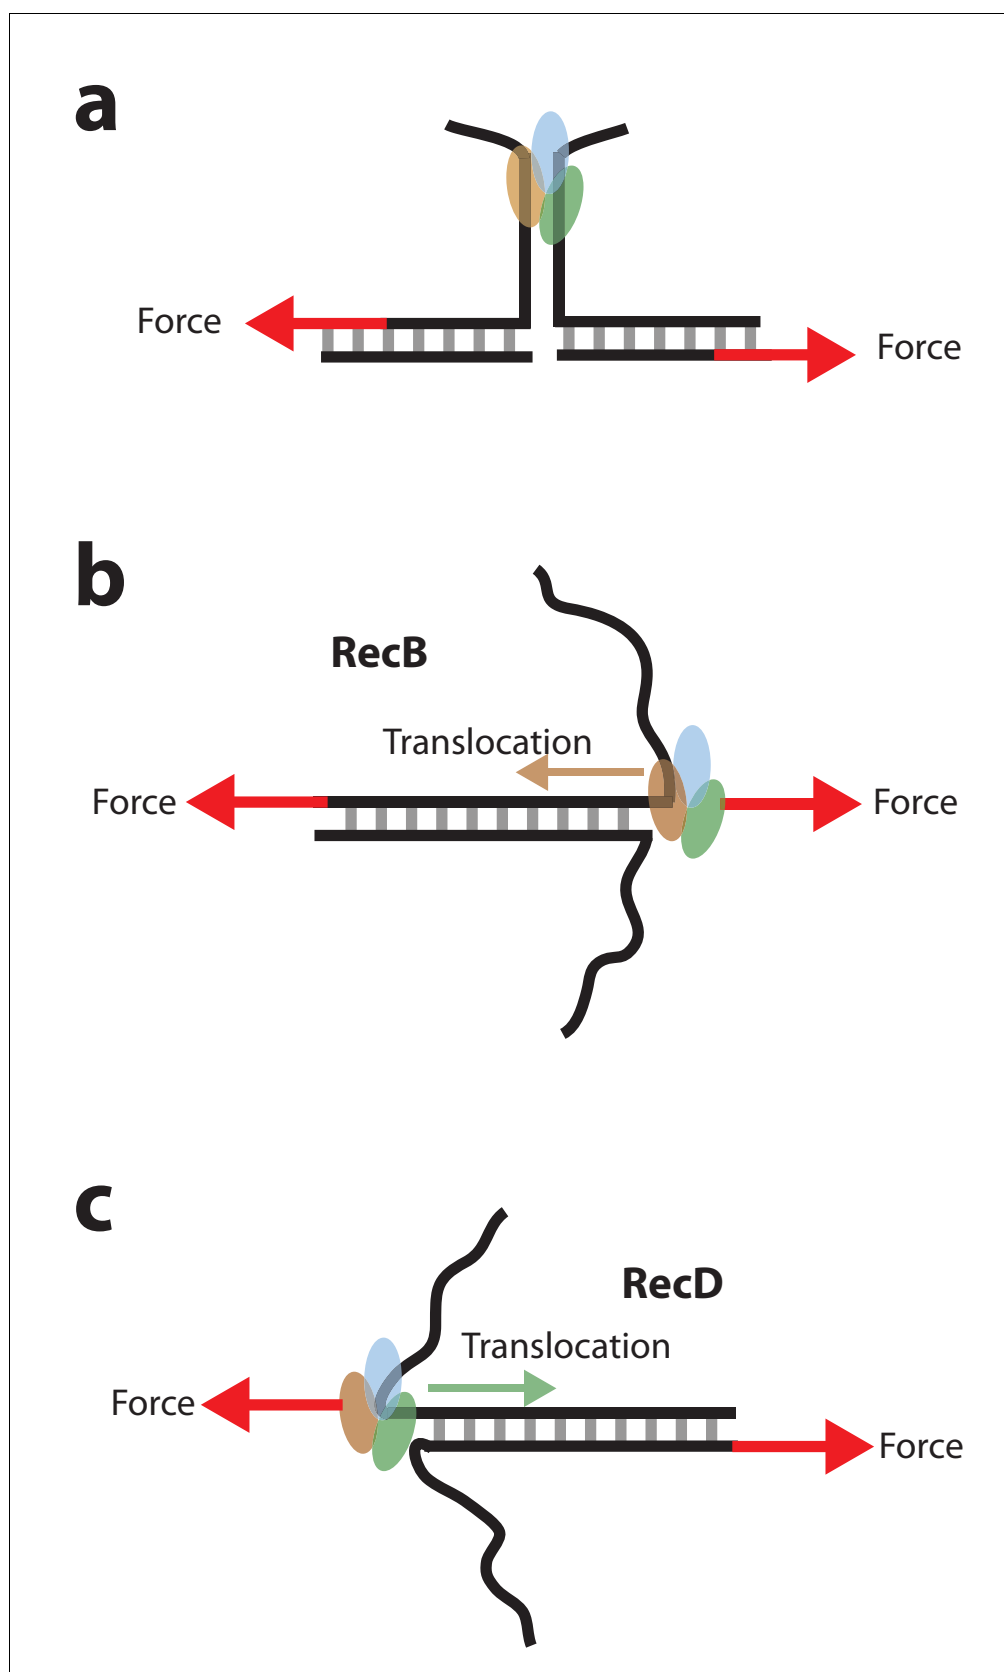 a
Force
Force
b
RecB
Translocation
Force
Force
c
RecD
Translocation
Force
Force